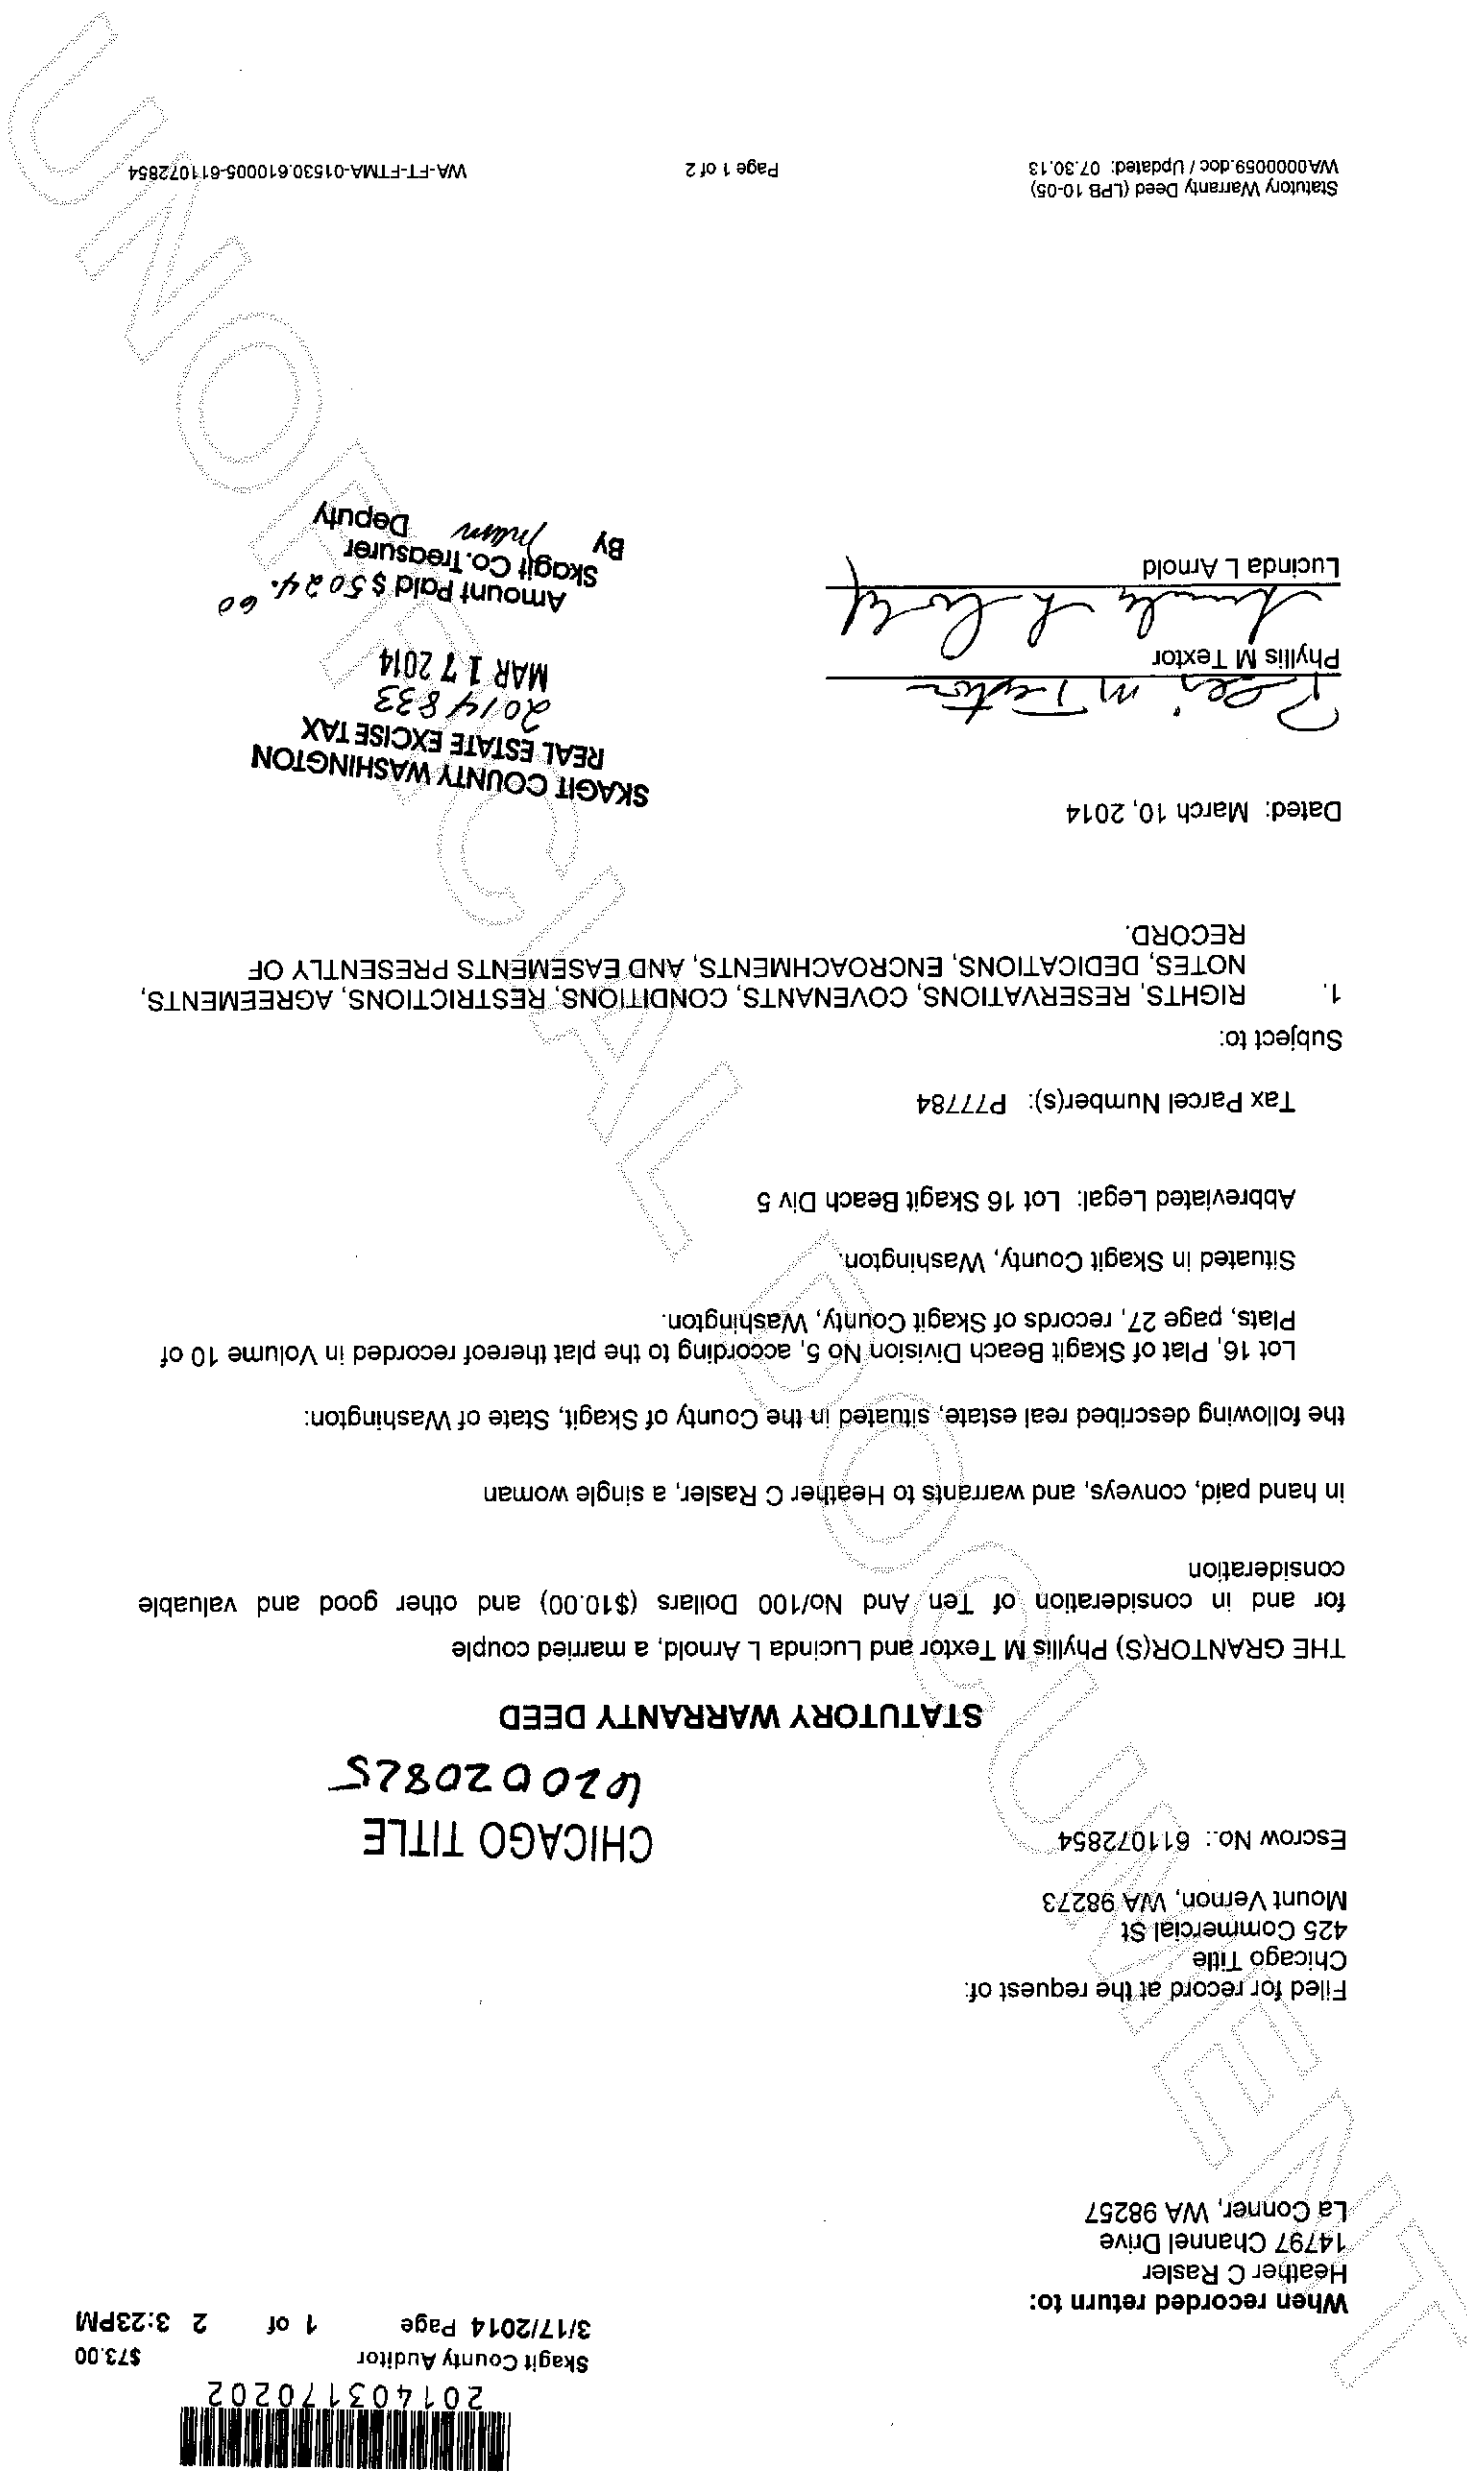 201403170202
Skagit County Auditor $73.00
3/17/2014 Page 1 of 2 3:23PM
When recorded return to:
Heather C Rasler
14797 Channel Drive
La Conner, WA 98257
Filed for record at the request of:
Chicago Title
425 Commercial St
Mount Vernon, WA 98273
Escrow No.: 611072854
CHICAGO TITLE
620020825
STATUTORY WARRANTY DEED
THE GRANTOR(S) Phyllis M Textor and Lucinda L Arnold, a married couple
for and in consideration of Ten And No/100 Dollars ($10.00) and other good and valuable
consideration
in hand paid, conveys, and warrants to Heather C Rasler, a single woman
the following described real estate, situated in the County of Skagit, State of Washington:
Lot 16, Plat of Skagit Beach Division No 5, according to the plat thereof recorded in Volume 10 of
Plats, page 27, records of Skagit County, Washington.
Situated in Skagit County, Washington.
Abbreviated Legal: Lot 16 Skagit Beach Div 5
Tax Parcel Number(s): P77784
Subject to:
1. RIGHTS, RESERVATIONS, COVENANTS, CONDITIONS, RESTRICTIONS, AGREEMENTS,
NOTES, DEDICATIONS, ENCROACHMENTS, AND EASEMENTS PRESENTLY OF
RECORD.
Dated: March 10, 2014
Phyllis M Textor
Lucinda L Arnold
SKAGIT COUNTY WASHINGTON
REAL ESTATE EXCISE TAX
2014 833
MAR 17 2014
Amount Paid $ 5024.60
Skagit Co. Treasurer
By Deputy
Statutory Warranty Deed (LPB 10-05)
WA0000059.doc / Updated: 07.30.13 Page 1 of 2 WA-FT-FTMA-01530.610005-611072854
UNOFFICIAL DOCUMENT